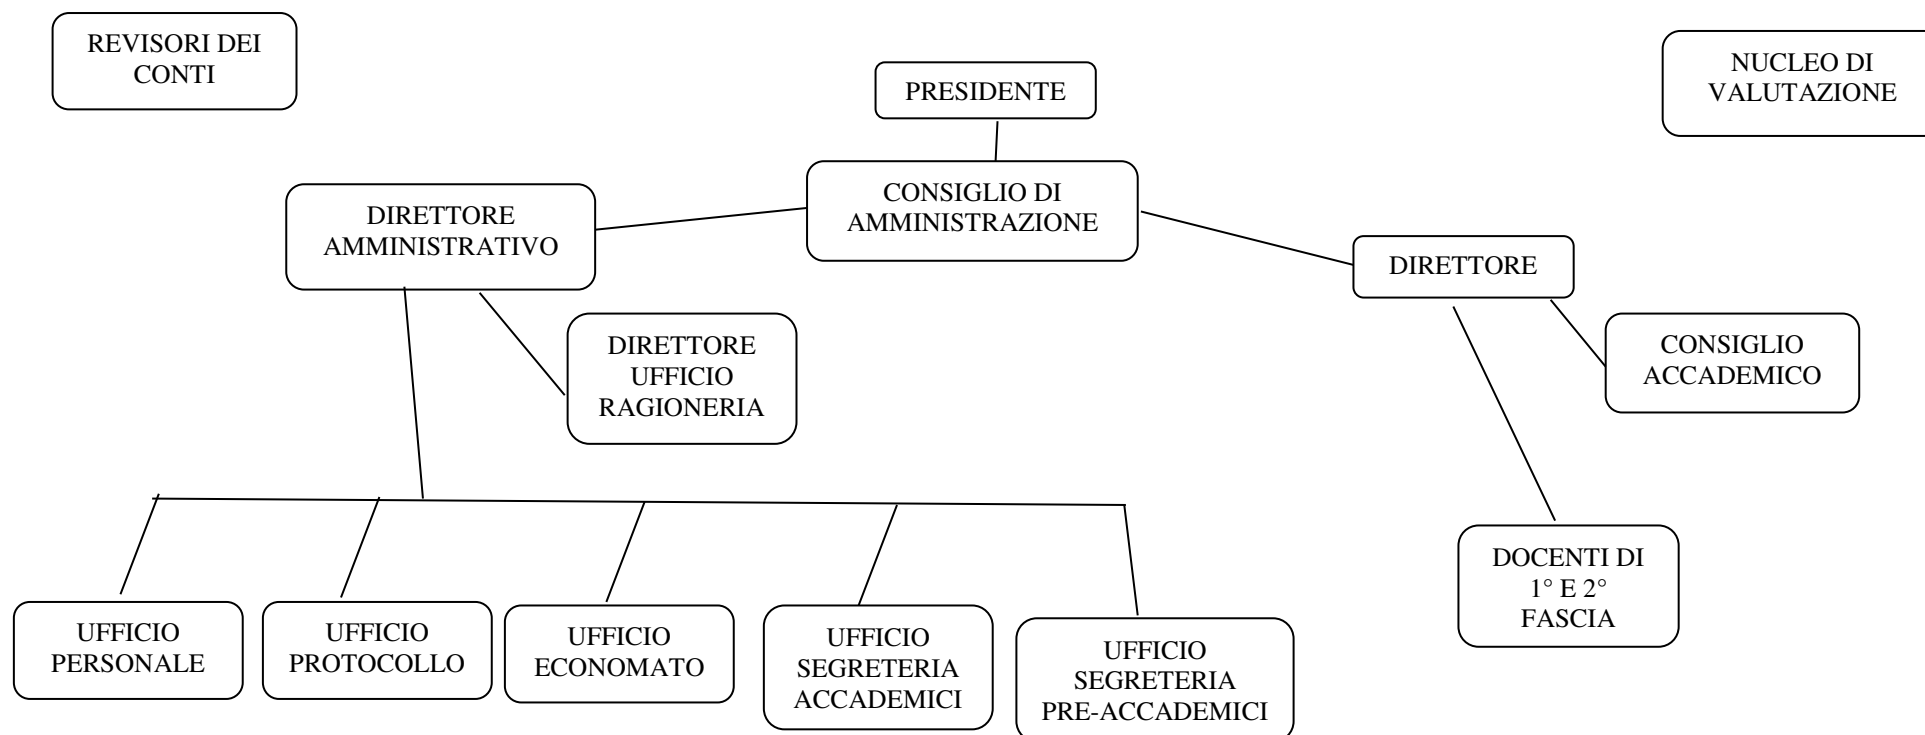 REVISORI DEI
CONTI
PRESIDENTE
NUCLEO DI
VALUTAZIONE
CONSIGLIO DI
AMMINISTRAZIONE
DIRETTORE
AMMINISTRATIVO
DIRETTORE
DIRETTORE
UFFICIO
RAGIONERIA
CONSIGLIO
ACCADEMICO
DOCENTI DI
1° E 2°
FASCIA
UFFICIO
PERSONALE
UFFICIO
PROTOCOLLO
UFFICIO
ECONOMATO
UFFICIO
SEGRETERIA
ACCADEMICI
UFFICIO
SEGRETERIA
PRE-ACCADEMICI